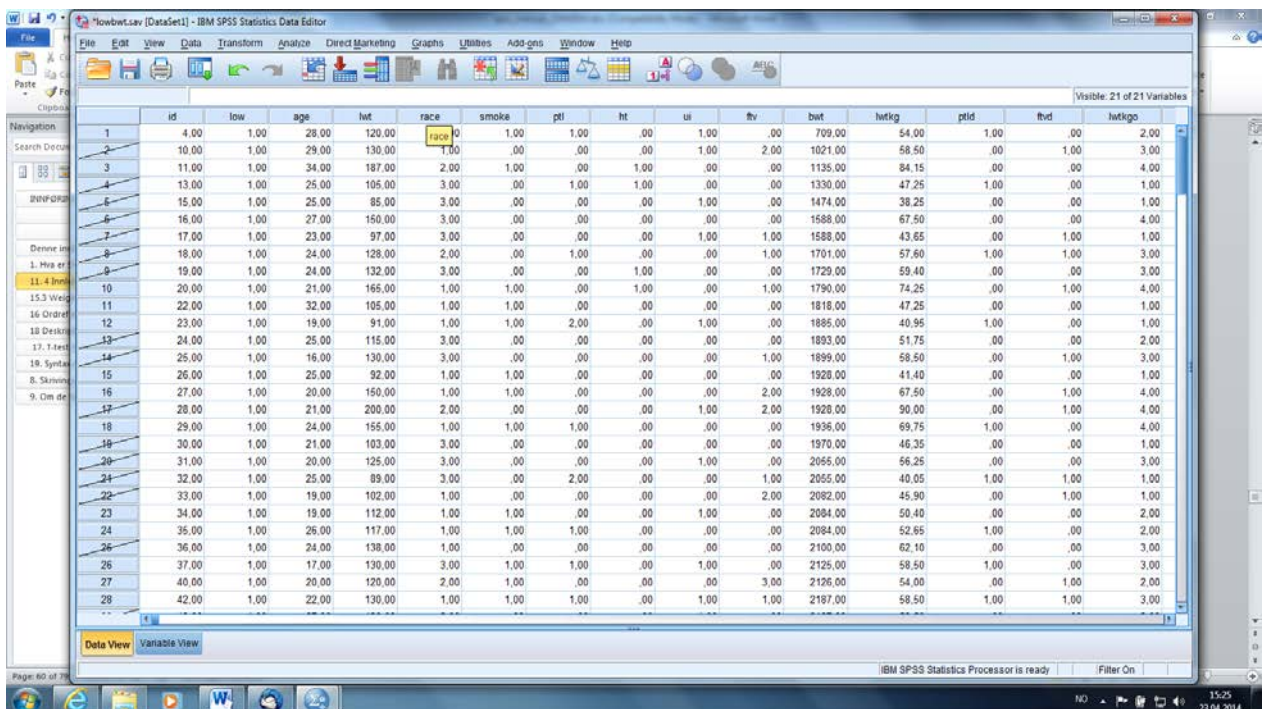 *lowbwt.sav [DataSet1] - IBM SPSS Statistics Data Editor
File
File Edit View Data Transform Analyze Direct Marketing Graphs Utilities Add-ons Window Help
Paste
Visible: 21 of 21 Variables
Navigation
Search Docum
Denne in
1. Hva er
11. 4 Innl
15.3 Weig
16 Ordref
18 Deskri
17. T-test
19. Syntax
8. Skriving
9. Om de
id low age lwt race smoke ptl ht ui ftv bwt lwtkg ptld ftvd lwtkgo
race
1 4,00 1,00 28,00 120,00 1,00 1,00 ,00 1,00 ,00 709,00 54,00 1,00 ,00 2,00
2 10,00 1,00 29,00 130,00 1,00 ,00 ,00 ,00 1,00 2,00 1021,00 58,50 ,00 1,00 3,00
3 11,00 1,00 34,00 187,00 2,00 1,00 ,00 1,00 ,00 ,00 1135,00 84,15 ,00 ,00 4,00
4 13,00 1,00 25,00 105,00 3,00 ,00 1,00 1,00 ,00 ,00 1330,00 47,25 1,00 ,00 1,00
5 15,00 1,00 25,00 85,00 3,00 ,00 ,00 ,00 1,00 ,00 1474,00 38,25 ,00 ,00 1,00
6 16,00 1,00 27,00 150,00 3,00 ,00 ,00 ,00 ,00 ,00 1588,00 67,50 ,00 ,00 4,00
7 17,00 1,00 23,00 97,00 3,00 ,00 ,00 ,00 1,00 1,00 1588,00 43,65 ,00 1,00 1,00
8 18,00 1,00 24,00 128,00 2,00 ,00 1,00 ,00 ,00 1,00 1701,00 57,60 1,00 1,00 3,00
9 19,00 1,00 24,00 132,00 3,00 ,00 ,00 1,00 ,00 ,00 1729,00 59,40 ,00 ,00 3,00
10 20,00 1,00 21,00 165,00 1,00 1,00 ,00 1,00 ,00 1,00 1790,00 74,25 ,00 1,00 4,00
11 22,00 1,00 32,00 105,00 1,00 1,00 ,00 ,00 ,00 ,00 1818,00 47,25 ,00 ,00 1,00
12 23,00 1,00 19,00 91,00 1,00 1,00 2,00 ,00 1,00 ,00 1885,00 40,95 1,00 ,00 1,00
13 24,00 1,00 25,00 115,00 3,00 ,00 ,00 ,00 ,00 ,00 1893,00 51,75 ,00 ,00 2,00
14 25,00 1,00 16,00 130,00 3,00 ,00 ,00 ,00 ,00 1,00 1899,00 58,50 ,00 1,00 3,00
15 26,00 1,00 25,00 92,00 1,00 1,00 ,00 ,00 ,00 ,00 1928,00 41,40 ,00 ,00 1,00
16 27,00 1,00 20,00 150,00 1,00 1,00 ,00 ,00 ,00 2,00 1928,00 67,50 ,00 1,00 4,00
17 28,00 1,00 21,00 200,00 2,00 ,00 ,00 ,00 1,00 2,00 1928,00 90,00 ,00 1,00 4,00
18 29,00 1,00 24,00 155,00 1,00 1,00 1,00 ,00 ,00 ,00 1936,00 69,75 1,00 ,00 4,00
19 30,00 1,00 21,00 103,00 3,00 ,00 ,00 ,00 ,00 ,00 1970,00 46,35 ,00 ,00 1,00
20 31,00 1,00 20,00 125,00 3,00 ,00 ,00 ,00 1,00 ,00 2055,00 56,25 ,00 ,00 3,00
21 32,00 1,00 25,00 89,00 3,00 ,00 2,00 ,00 ,00 1,00 2055,00 40,05 1,00 1,00 1,00
22 33,00 1,00 19,00 102,00 1,00 ,00 ,00 ,00 ,00 2,00 2082,00 45,90 ,00 1,00 1,00
23 34,00 1,00 19,00 112,00 1,00 1,00 ,00 ,00 1,00 ,00 2084,00 50,40 ,00 ,00 2,00
24 35,00 1,00 26,00 117,00 1,00 1,00 1,00 ,00 ,00 ,00 2084,00 52,65 1,00 ,00 2,00
25 36,00 1,00 24,00 138,00 1,00 ,00 ,00 ,00 ,00 ,00 2100,00 62,10 ,00 ,00 3,00
26 37,00 1,00 17,00 130,00 3,00 1,00 1,00 ,00 1,00 ,00 2125,00 58,50 1,00 ,00 3,00
27 40,00 1,00 20,00 120,00 2,00 1,00 ,00 ,00 ,00 3,00 2126,00 54,00 ,00 1,00 2,00
28 42,00 1,00 22,00 130,00 1,00 1,00 1,00 ,00 1,00 1,00 2187,00 58,50 1,00 1,00 3,00
Data View Variable View
IBM SPSS Statistics Processor is ready Filter On
Page: 60 of
NO 15:25
23.04.2014